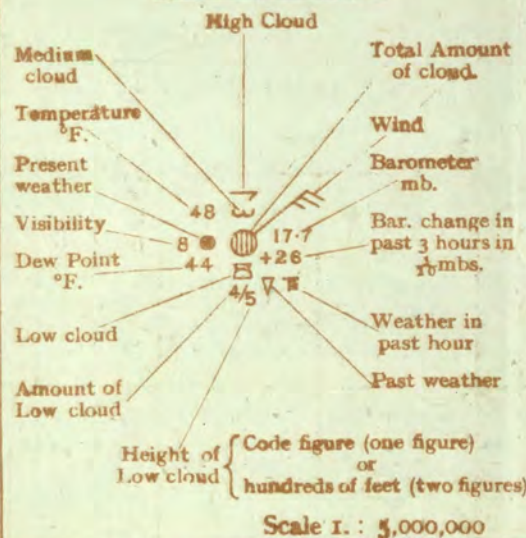 High Cloud
Medium
cloud
Total Amount
of cloud.
Temperature
°F.
Wind
Present
weather
Barometer
mb.
48
Visibility
8
17.7
Bar. change in
past 3 hours in
1/10 mbs.
+26
Dew Point
°F.
44
4/5
Low cloud
Weather in
past hour
Amount of
Low cloud
Past weather
Height of
Low cloud
Code figure (one figure)
or
hundreds of feet (two figures)
Scale 1. : 5,000,000